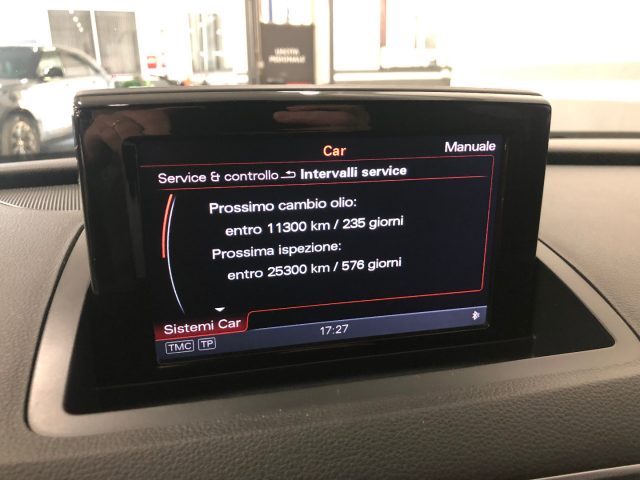 Car
Manuale
Service & controllo Intervalli service
Prossimo cambio olio:
entro 11300 km / 235 giorni
Prossima ispezione:
entro 25300 km / 576 giorni
Sistemi Car
17:27
TMC TP